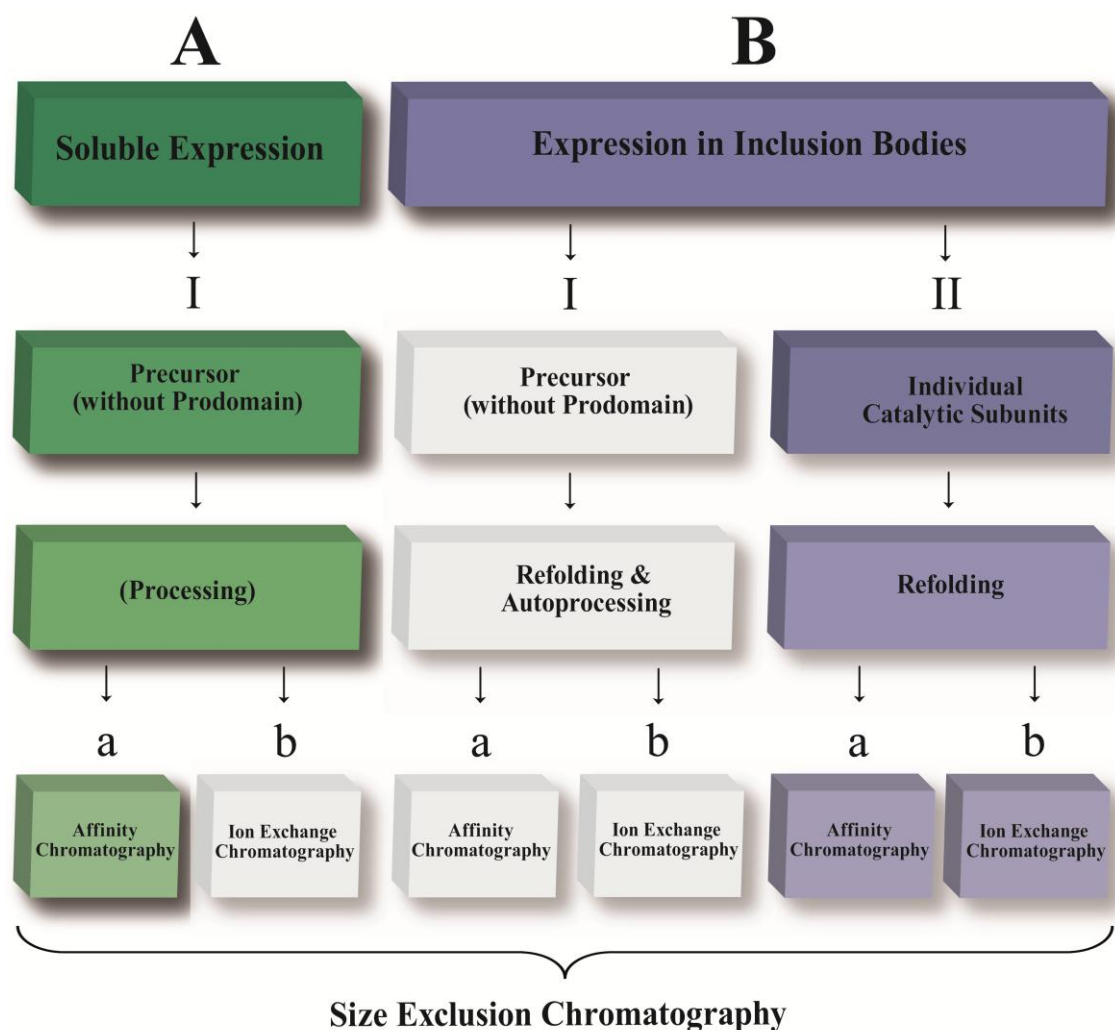 A
B
Soluble Expression
Expression in Inclusion Bodies
I
I
II
Precursor
(without Prodomain)
Precursor
(without Prodomain)
Individual
Catalytic Subunits
(Processing)
Refolding &
Autoprocessing
Refolding
a
b
a
b
a
b
Affinity
Chromatography
Ion Exchange
Chromatography
Affinity
Chromatography
Ion Exchange
Chromatography
Affinity
Chromatography
Ion Exchange
Chromatography
Size Exclusion Chromatography